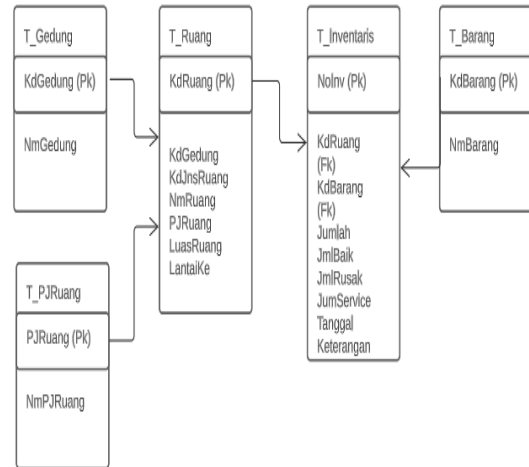 T_Gedung
KdGedung (Pk)
NmGedung
T_Ruang
KdRuang (Pk)
KdGedung
KdJnsRuang
NmRuang
PJRuang
LuasRuang
LantaiKe
T_Inventaris
NoInv (Pk)
KdRuang
(Fk)
KdBarang
(Fk)
Jumlah
JmlBaik
JmlRusak
JumService
Tanggal
Keterangan
T_Barang
KdBarang (Pk)
NmBarang
T_PJRuang
PJRuang (Pk)
NmPJRuang